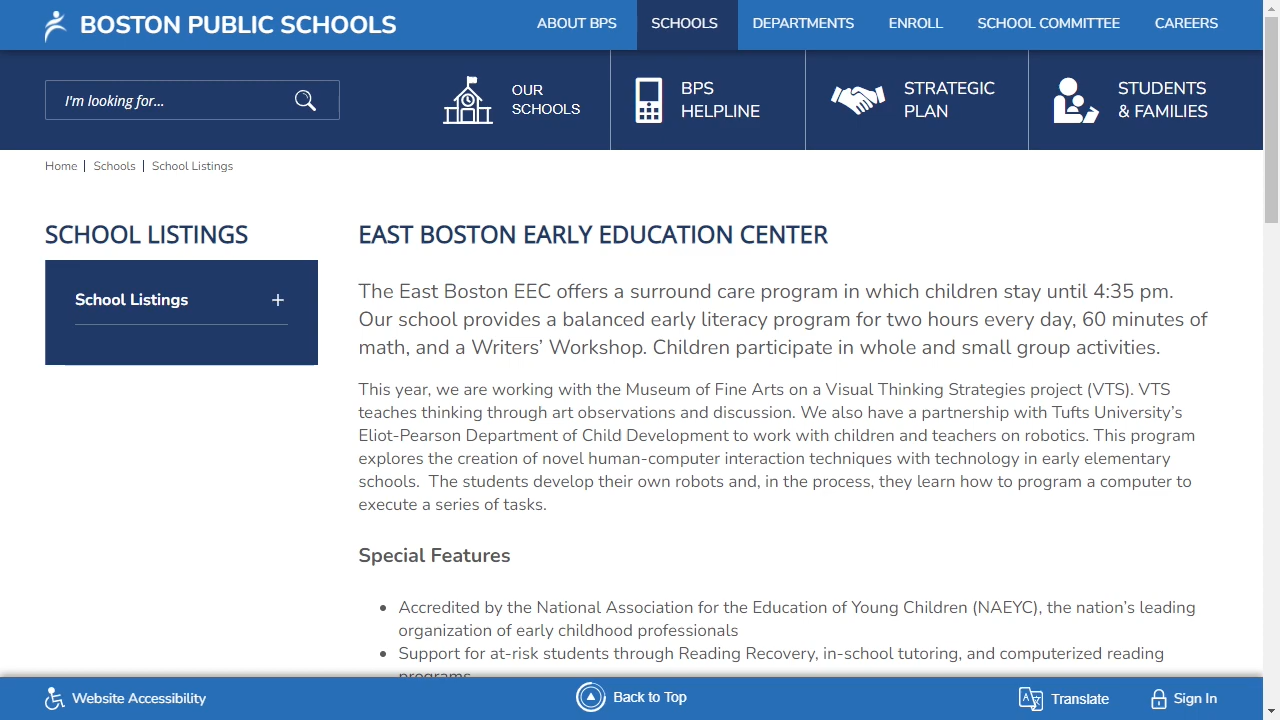 BOSTON PUBLIC SCHOOLS
ABOUT BPS
SCHOOLS
DEPARTMENTS
ENROLL
SCHOOL COMMITTEE
CAREERS
I'm looking for...
OUR
SCHOOLS
BPS
HELPLINE
STRATEGIC
PLAN
STUDENTS
& FAMILIES
Home
Schools
School Listings
SCHOOL LISTINGS
School Listings
+
EAST BOSTON EARLY EDUCATION CENTER
The East Boston EEC offers a surround care program in which children stay until 4:35 pm.
Our school provides a balanced early literacy program for two hours every day, 60 minutes of
math, and a Writers’ Workshop. Children participate in whole and small group activities.
This year, we are working with the Museum of Fine Arts on a Visual Thinking Strategies project (VTS). VTS
teaches thinking through art observations and discussion. We also have a partnership with Tufts University’s
Eliot-Pearson Department of Child Development to work with children and teachers on robotics. This program
explores the creation of novel human-computer interaction techniques with technology in early elementary
schools.  The students develop their own robots and, in the process, they learn how to program a computer to
execute a series of tasks.
Special Features
• Accredited by the National Association for the Education of Young Children (NAEYC), the nation’s leading
organization of early childhood professionals
• Support for at-risk students through Reading Recovery, in-school tutoring, and computerized reading
programs
Website Accessibility
Back to Top
Translate
Sign In